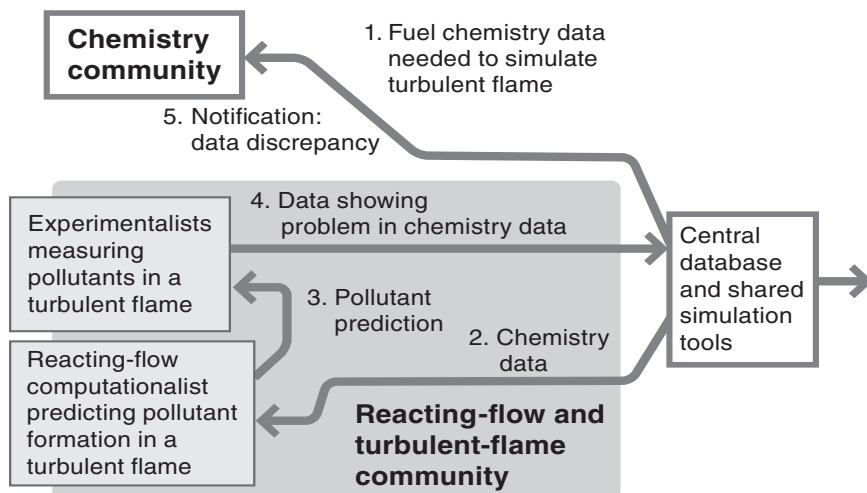 Chemistry
community
1. Fuel chemistry data
needed to simulate
turbulent flame
5. Notification:
data discrepancy
Experimentalists
measuring
pollutants in a
turbulent flame
4. Data showing
problem in chemistry data
Central
database
and shared
simulation
tools
3. Pollutant
prediction
2. Chemistry
data
Reacting-flow
computationalist
predicting pollutant
formation in a
turbulent flame
Reacting-flow and
turbulent-flame
community